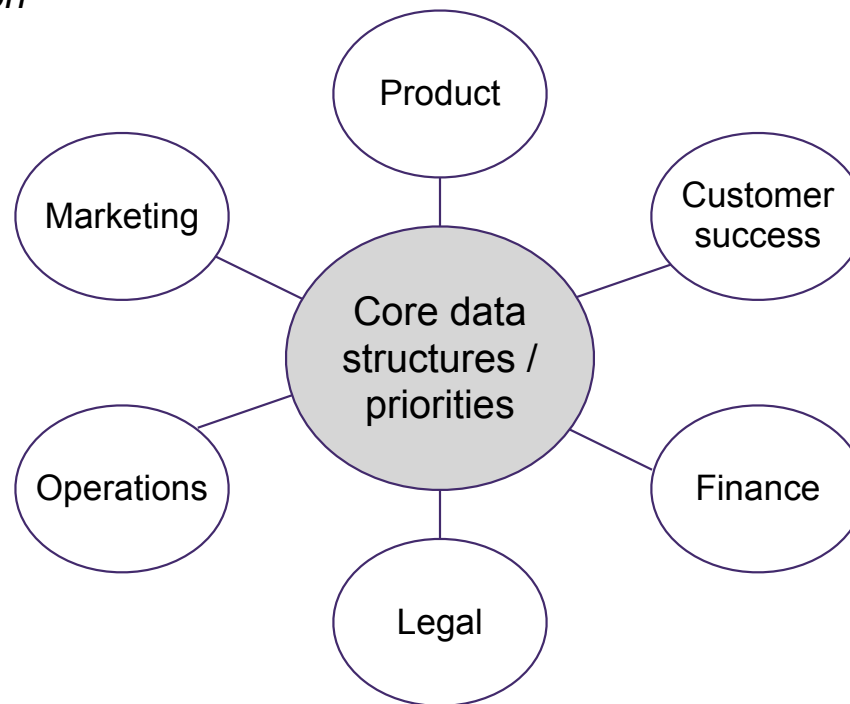 Product
Marketing
Customer
success
Core data
structures /
priorities
Operations
Finance
Legal